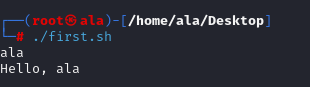 ┌──(root㉿ala)-[/home/ala/Desktop]
└─# ./first.sh
ala
Hello, ala